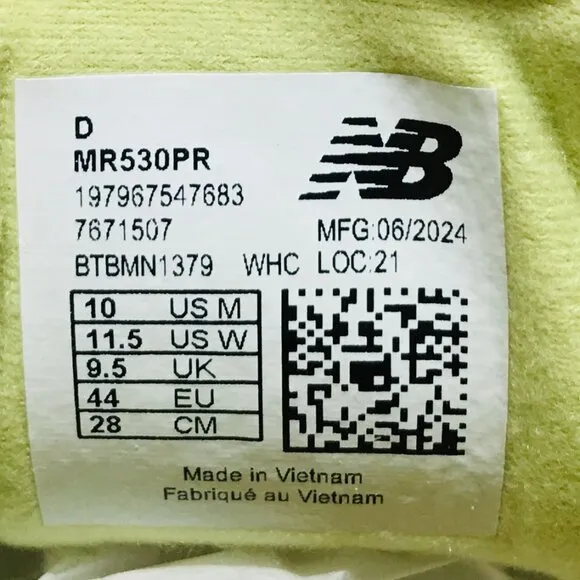 D
MR530PR
197967547683
7671507
MFG:06/2024
BTBMN1379 WHC LOC:21
NB
10 US M
11.5 US W
9.5 UK
44 EU
28 CM
Made in Vietnam
Fabriqué au Vietnam